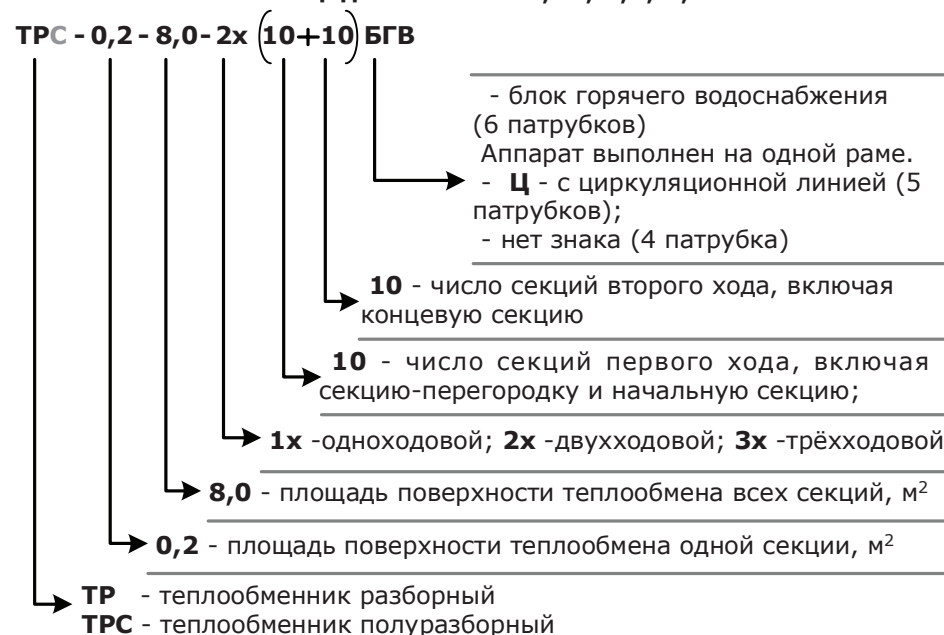 ТРС - 0,2 - 8,0- 2х (10+10) БГВ
- блок горячего водоснабжения
(6 патрубков)
Аппарат выполнен на одной раме.
- Ц - с циркуляционной линией (5
патрубков);
- нет знака (4 патрубка)
10 - число секций второго хода, включая
концевую секцию
10 - число секций первого хода, включая
секцию-перегородку и начальную секцию;
1х -одноходовой; 2х -двухходовой; 3х -трёхходовой
8,0 - площадь поверхности теплообмена всех секций, м²
0,2 - площадь поверхности теплообмена одной секции, м²
ТР - теплообменник разборный
ТРС - теплообменник полуразборный